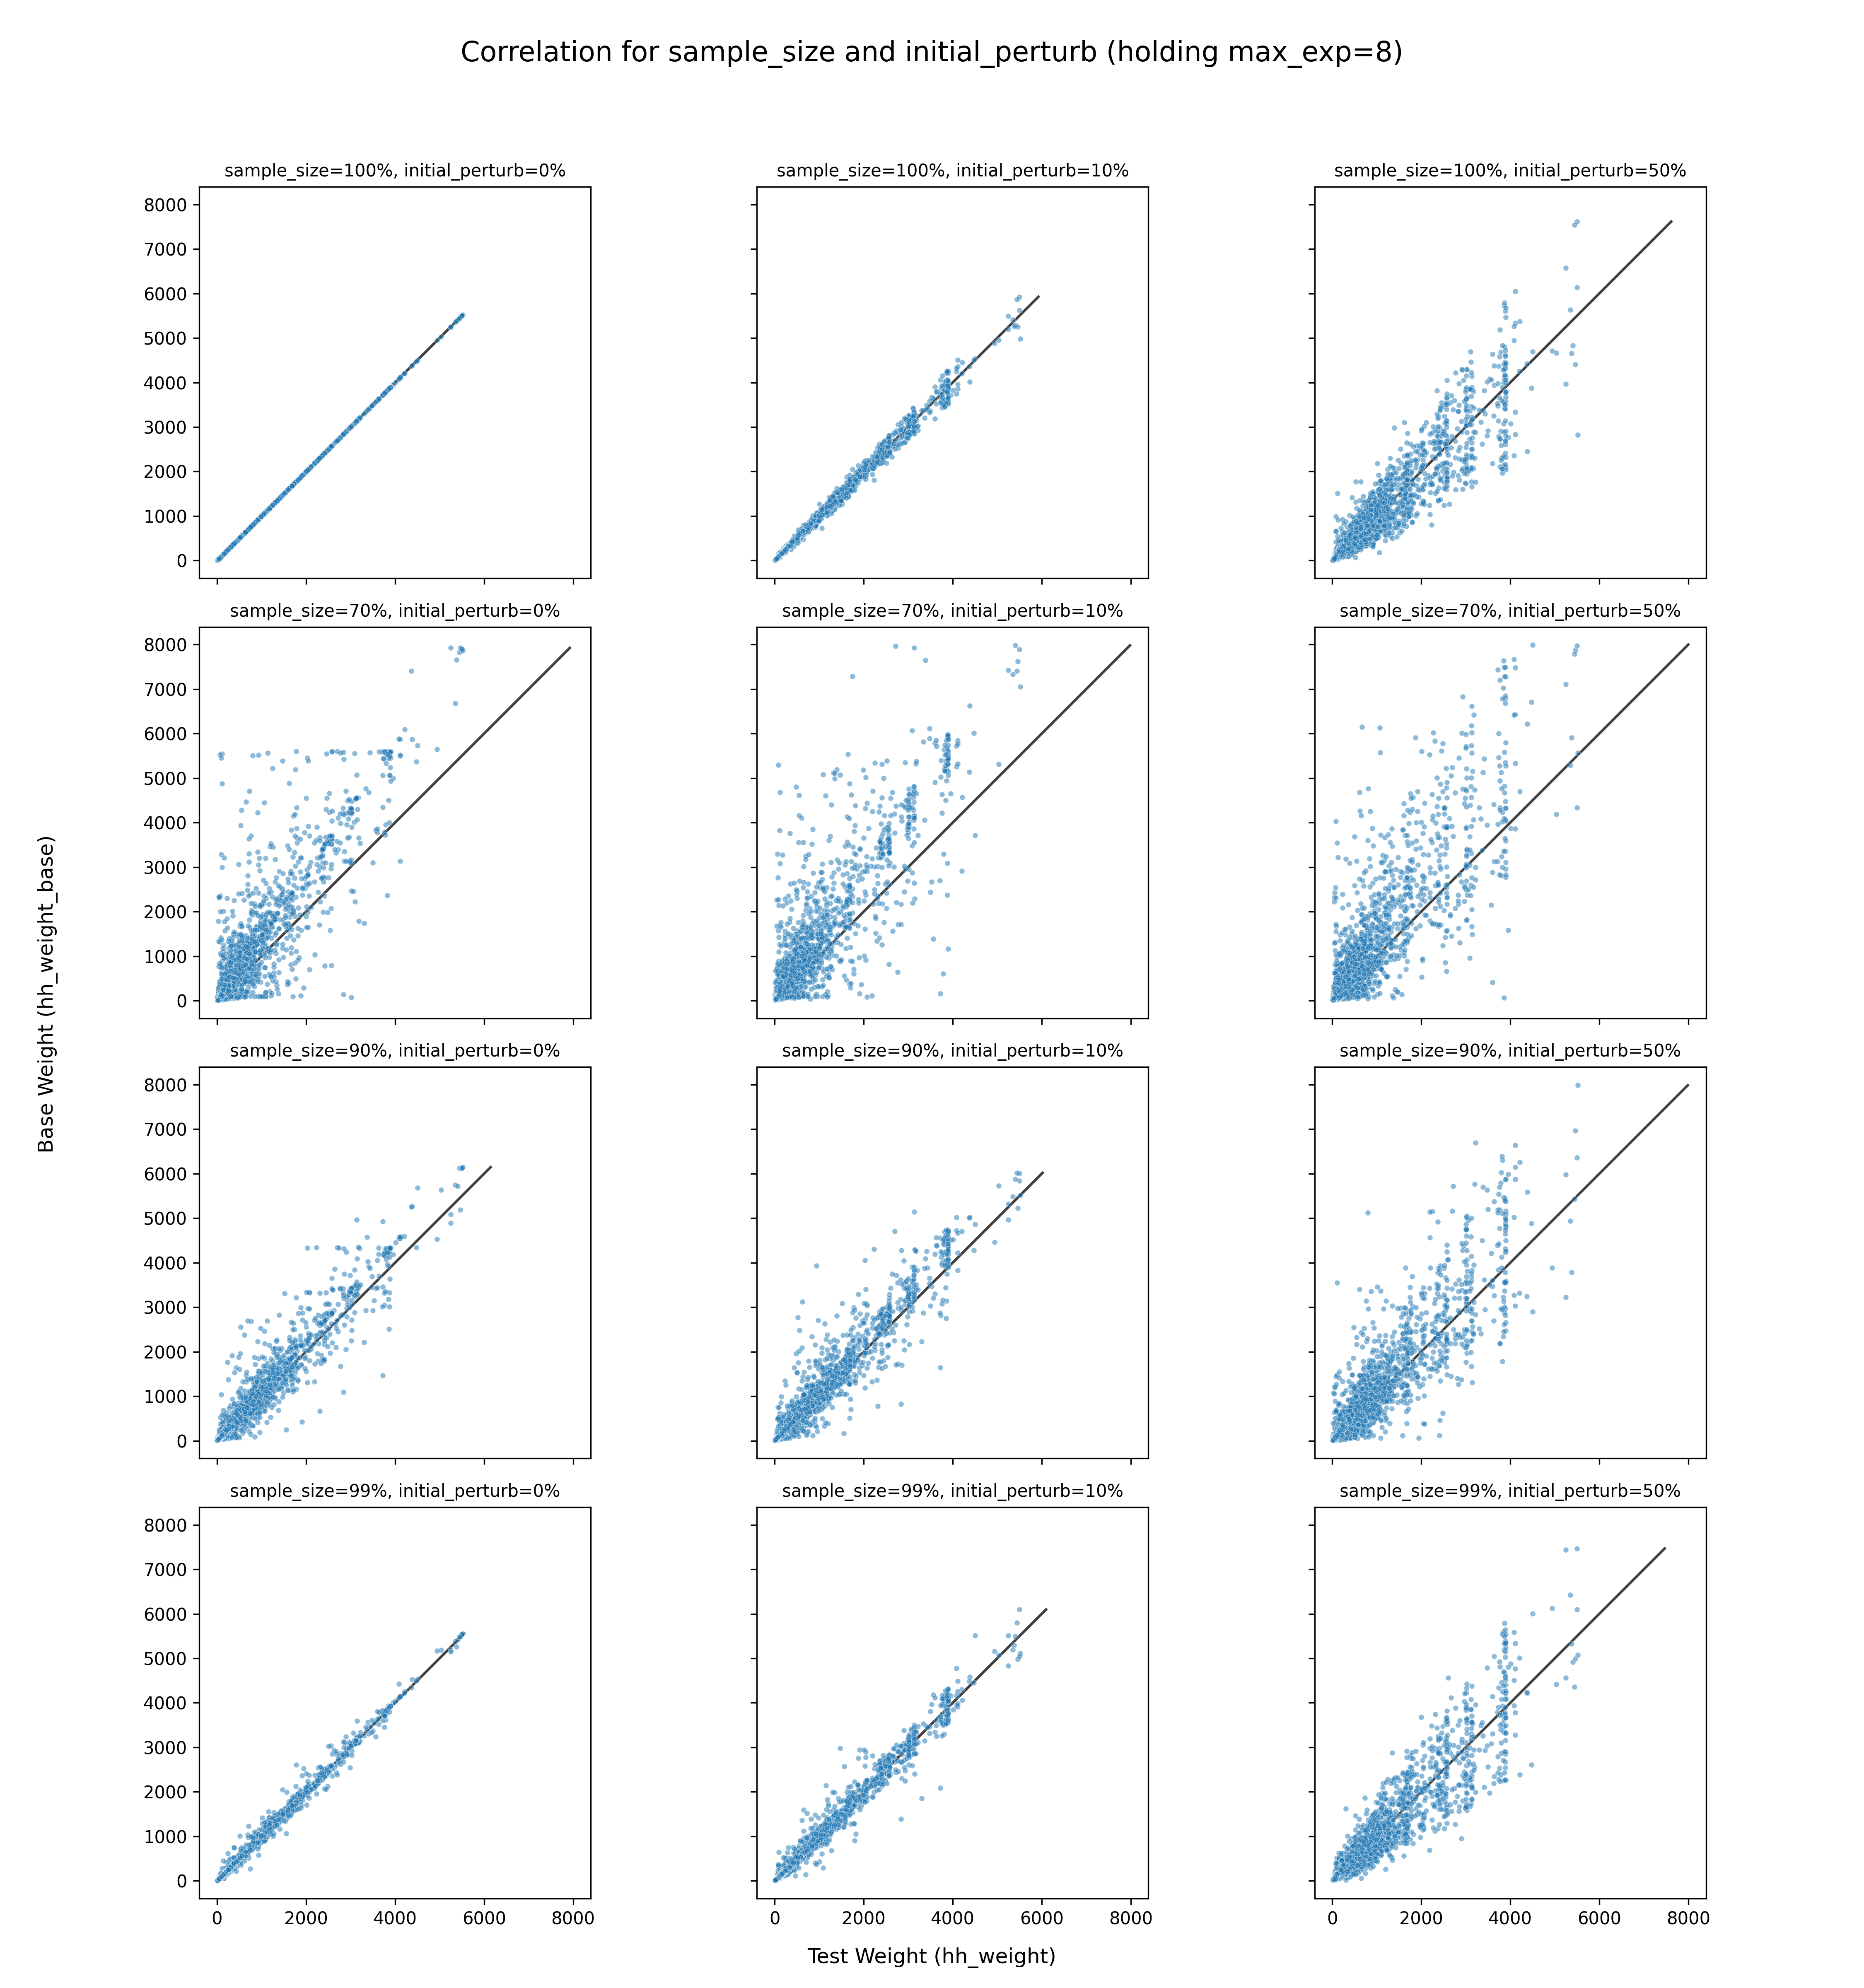 Correlation for sample_size and initial_perturb (holding max_exp=8)
sample_size=100%, initial_perturb=0%
sample_size=100%, initial_perturb=10%
sample_size=100%, initial_perturb=50%
8000
7000
6000
5000
4000
3000
2000
1000
0
sample_size=70%, initial_perturb=0%
sample_size=70%, initial_perturb=10%
sample_size=70%, initial_perturb=50%
8000
7000
6000
5000
4000
3000
2000
1000
0
Base Weight (hh_weight_base)
sample_size=90%, initial_perturb=0%
sample_size=90%, initial_perturb=10%
sample_size=90%, initial_perturb=50%
8000
7000
6000
5000
4000
3000
2000
1000
0
sample_size=99%, initial_perturb=0%
sample_size=99%, initial_perturb=10%
sample_size=99%, initial_perturb=50%
8000
7000
6000
5000
4000
3000
2000
1000
0
0 2000 4000 6000 8000
0 2000 4000 6000 8000
0 2000 4000 6000 8000
Test Weight (hh_weight)